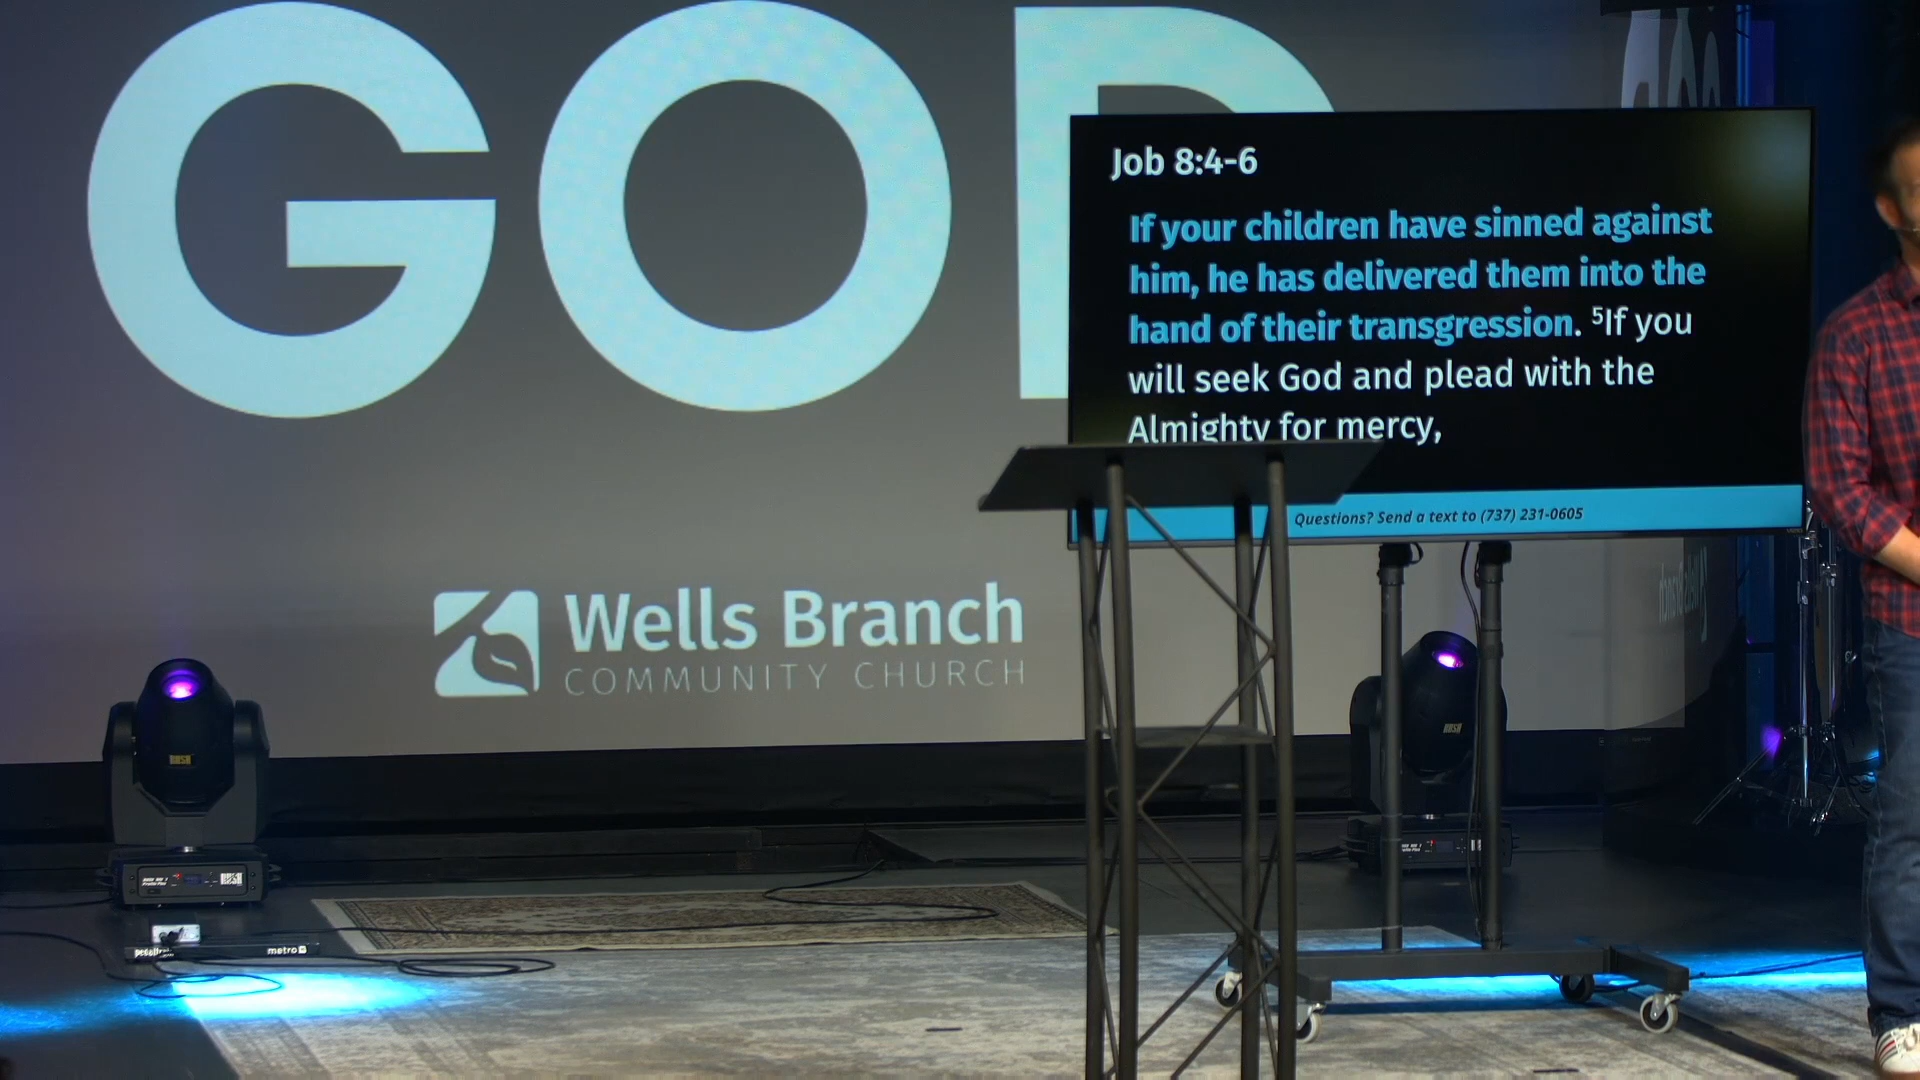 GOD
Job 8:4-6
If your children have sinned against
him, he has delivered them into the
hand of their transgression. ⁵If you
will seek God and plead with the
Almighty for mercy,
Questions? Send a text to (737) 231-0605
Wells Branch
COMMUNITY CHURCH
metro